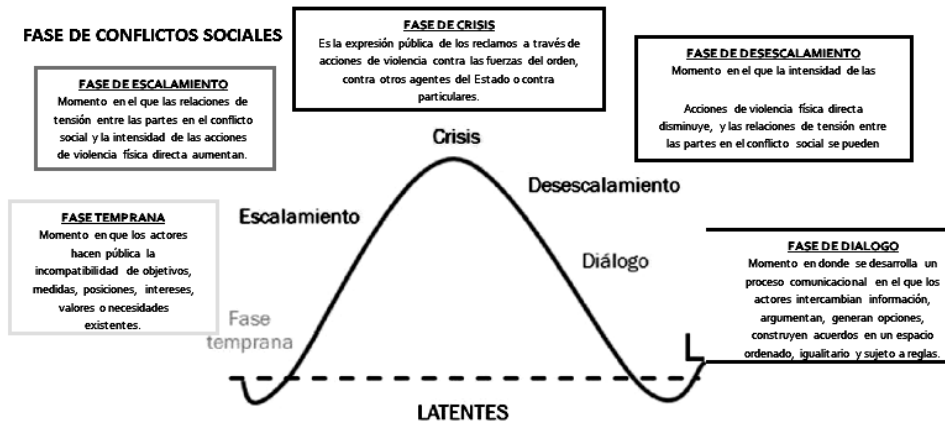 FASE DE CONFLICTOS SOCIALES
FASE DE CRISIS
Es la expresión pública de los reclamos a través de
acciones de violencia contra las fuerzas del orden,
contra otros agentes del Estado o contra
particulares.
FASE DE ESCALAMIENTO
Momento en el que las relaciones de
tensión entre las partes en el conflicto
social y la intensidad de las acciones
de violencia física directa aumentan.
FASE DE DESESCALAMIENTO
Momento en el que la intensidad de las
Acciones de violencia física directa
disminuye, y las relaciones de tensión entre
las partes en el conflicto social se pueden
Crisis
Desescalamiento
Escalamiento
FASE TEMPRANA
Momento en que los actores
hacen pública la
incompatibilidad de objetivos,
medidas, posiciones, intereses,
valores o necesidades
existentes.
Diálogo
FASE DE DIALOGO
Momento en donde se desarrolla un
proceso comunicacional en el que los
actores intercambian información,
argumentan, generan opciones,
construyen acuerdos en un espacio
ordenado, igualitario y sujeto a reglas.
Fase
temprana
LATENTES